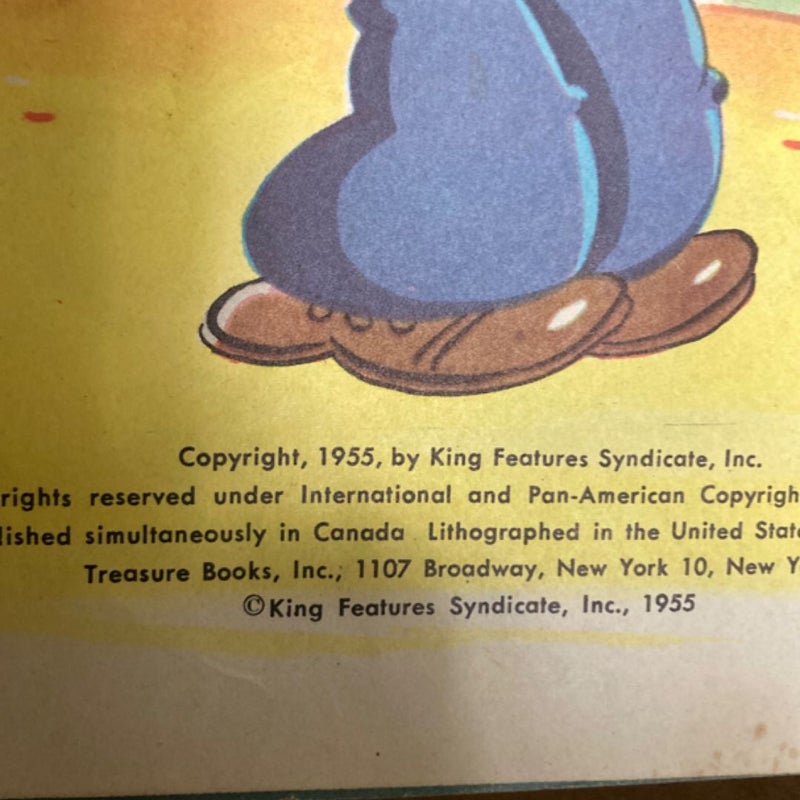 Copyright, 1955, by King Features Syndicate, Inc.
rights reserved under International and Pan-American Copyrigh
lished simultaneously in Canada Lithographed in the United State
Treasure Books, Inc., 1107 Broadway, New York 10, New Y
©King Features Syndicate, Inc., 1955